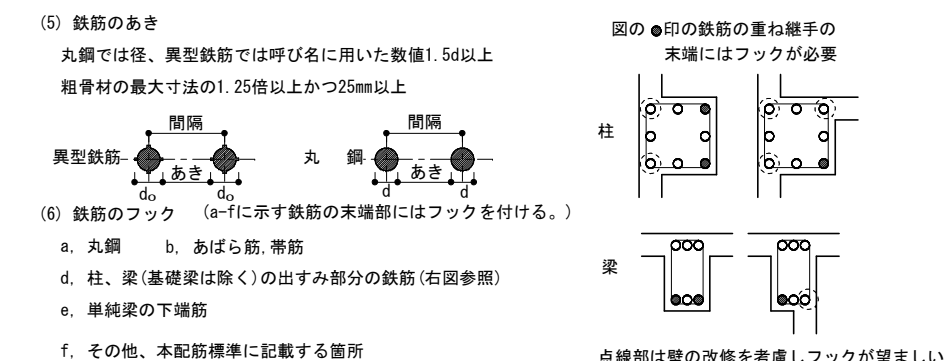 (5) 鉄筋のあき
丸鋼では径、異型鉄筋では呼び名に用いた数値1.5d以上
粗骨材の最大寸法の1.25倍以上かつ25mm以上
間隔
異型鉄筋
あき
do
do
間隔
丸 鋼
あき
d
d
(6) 鉄筋のフック (a-fに示す鉄筋の末端部にはフックを付ける。)
a, 丸鋼 b, あばら筋,帯筋
d, 柱、梁(基礎梁は除く)の出すみ部分の鉄筋(右図参照)
e, 単純梁の下端筋
f, その他、本配筋標準に記載する箇所
図の●印の鉄筋の重ね継手の
末端にはフックが必要
柱
梁
点線部は壁の改修を考慮しフックが望ましい